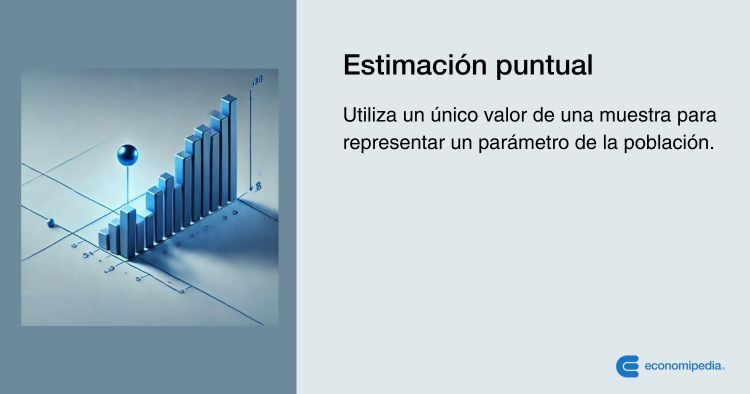 Estimación puntual
Utiliza un único valor de una muestra para
representar un parámetro de la población.
economipedia